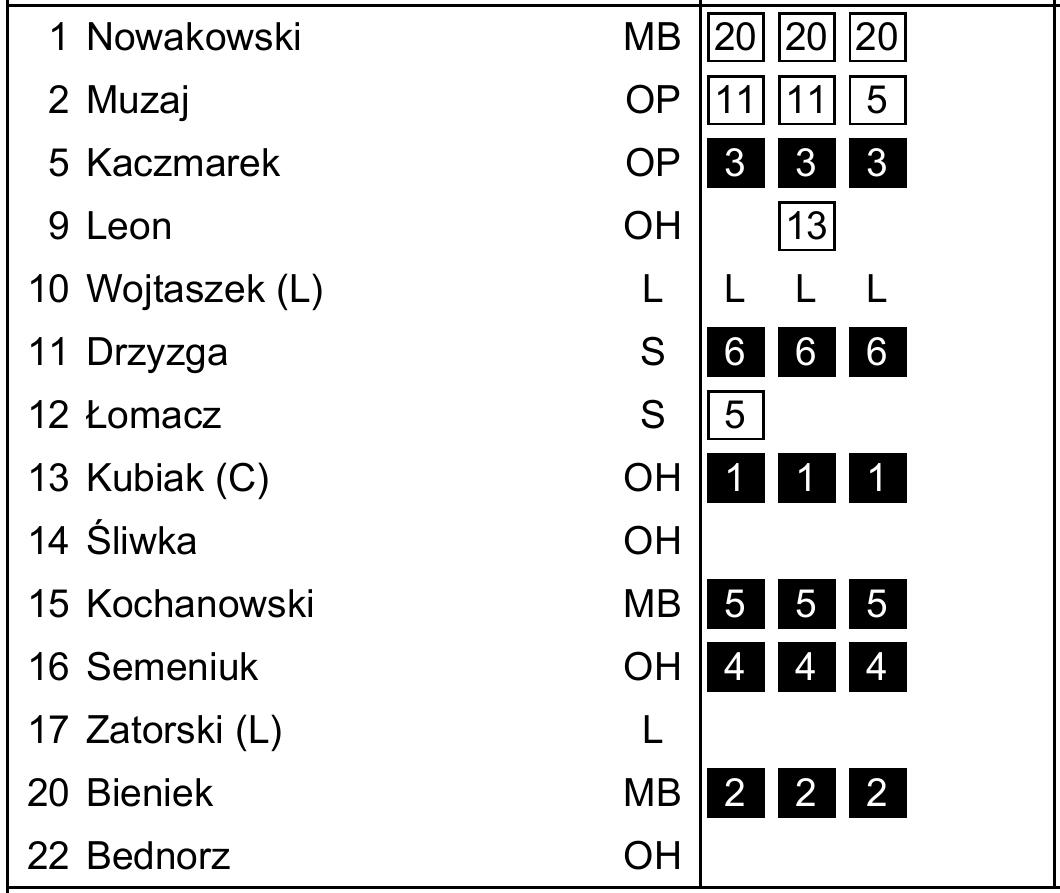 1 Nowakowski MB 20 20 20
2 Muzaj OP 11 11 5
5 Kaczmarek OP 3 3 3
9 Leon OH 13
10 Wojtaszek (L) L L L L
11 Drzyzga S 6 6 6
12 Łomacz S 5
13 Kubiak (C) OH 1 1 1
14 Śliwka OH
15 Kochanowski MB 5 5 5
16 Semeniuk OH 4 4 4
17 Zatorski (L) L
20 Bieniek MB 2 2 2
22 Bednorz OH